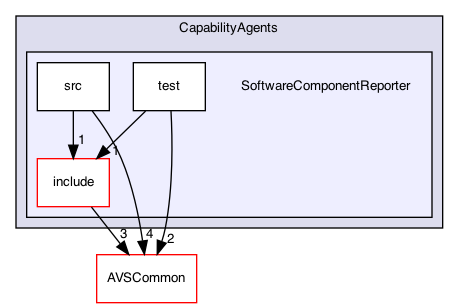 CapabilityAgents
src
test
SoftwareComponentReporter
1
1
include
3
4
2
AVSCommon